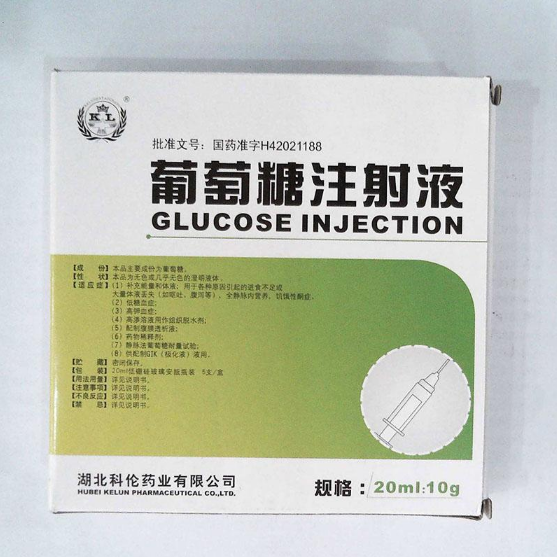 KL
®
批准文号：国药准字H42021188
葡萄糖注射液
GLUCOSE INJECTION
【成　份】本品主要成份为葡萄糖。
【性　状】本品为无色或几乎无色的澄明液体。
【适应症】（1）补充能量和体液；用于各种原因引起的进食不足或
大量体液丢失（如呕吐、腹泻等），全静脉内营养，饥饿性酮症。
（2）低糖血症；
（3）高钾血症；
（4）高渗溶液用作组织脱水剂；
（5）配制腹膜透析液；
（6）药物稀释剂；
（7）静脉法葡萄糖耐量试验；
（8）供配制GIK（极化液）液用。
【贮　藏】密闭保存。
【包　装】20ml低硼硅玻璃安瓿瓶装　5支/盒
【用法用量】详见说明书。
【注意事项】详见说明书。
【不良反应】详见说明书。
【禁　忌】详见说明书。
湖北科伦药业有限公司
HUBEI KELUN PHARMACEUTICAL CO.,LTD.
规格：20ml:10g